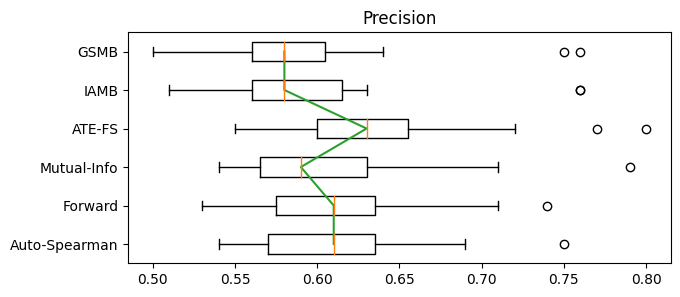 Precision
GSMB
IAMB
ATE-FS
Mutual-Info
Forward
Auto-Spearman
0.50 0.55 0.60 0.65 0.70 0.75 0.80